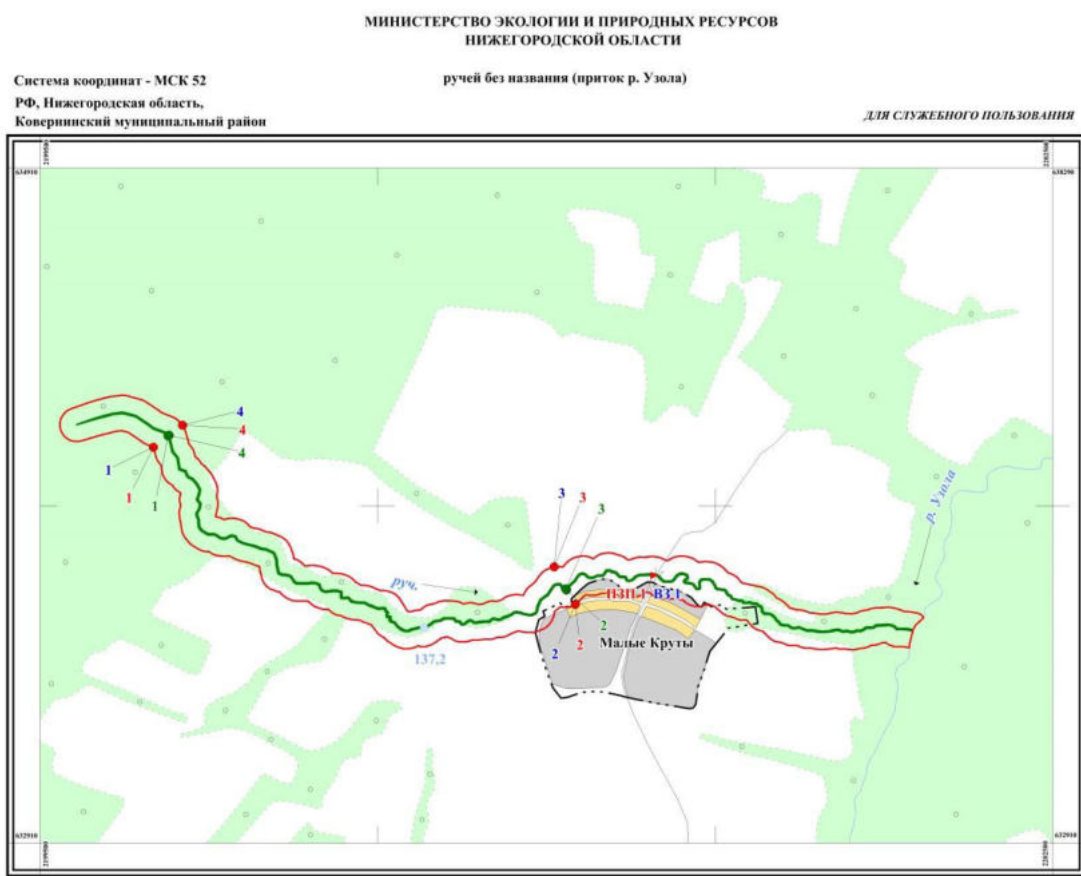 МИНИСТЕРСТВО ЭКОЛОГИИ И ПРИРОДНЫХ РЕСУРСОВ
НИЖЕГОРОДСКОЙ ОБЛАСТИ
Система координат - МСК 52
ручей без названия (приток р. Узола)
РФ, Нижегородская область,
Ковернинский муниципальный район
ДЛЯ СЛУЖЕБНОГО ПОЛЬЗОВАНИЯ
2199500
634910
4
4
4
1
1
1
3
3
3
р. Узола
руч.
ПЗП.1 ВЗ.1
2
2
2
Малые Круты
137,2
632910
632910
2199500